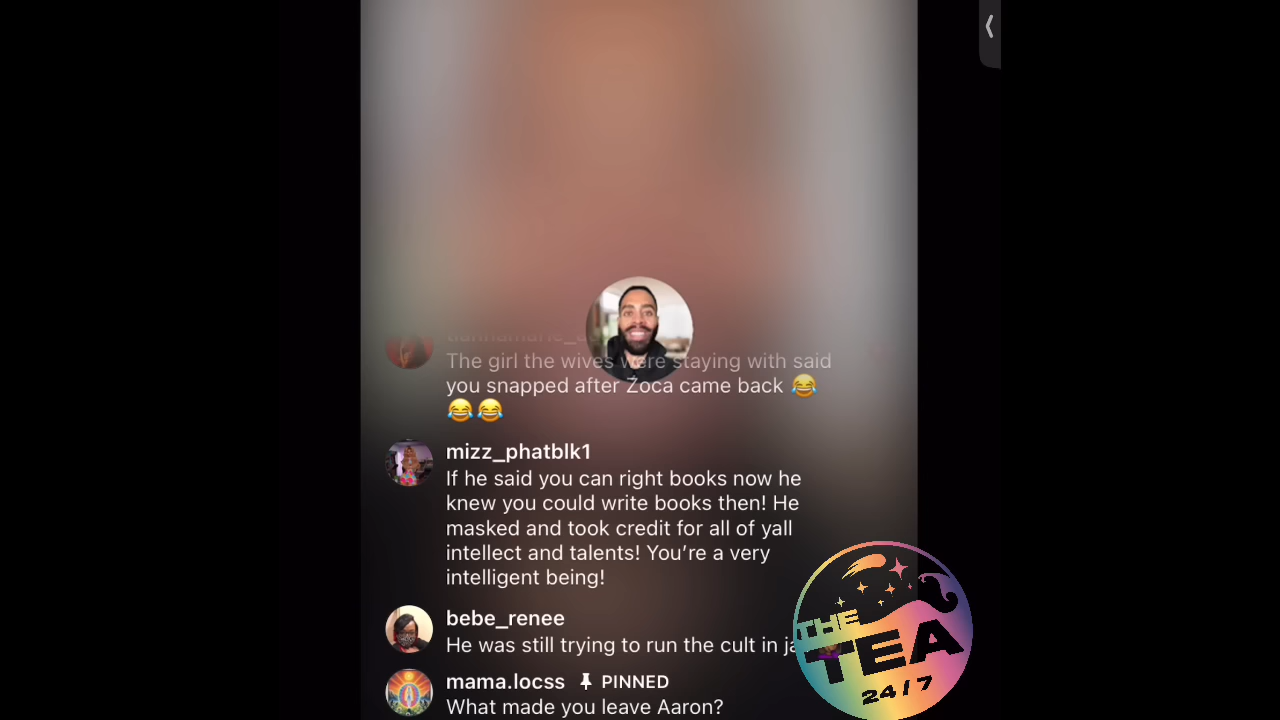 The girl the wives were staying with said
you snapped after Zoca came back 😂
😂😂
mizz_phatblk1
If he said you can right books now he
knew you could write books then! He
masked and took credit for all of yall
intellect and talents! You’re a very
intelligent being!
bebe_renee
He was still trying to run the cult in
mama.locss PINNED
What made you leave Aaron?
THE
TEA
24/7